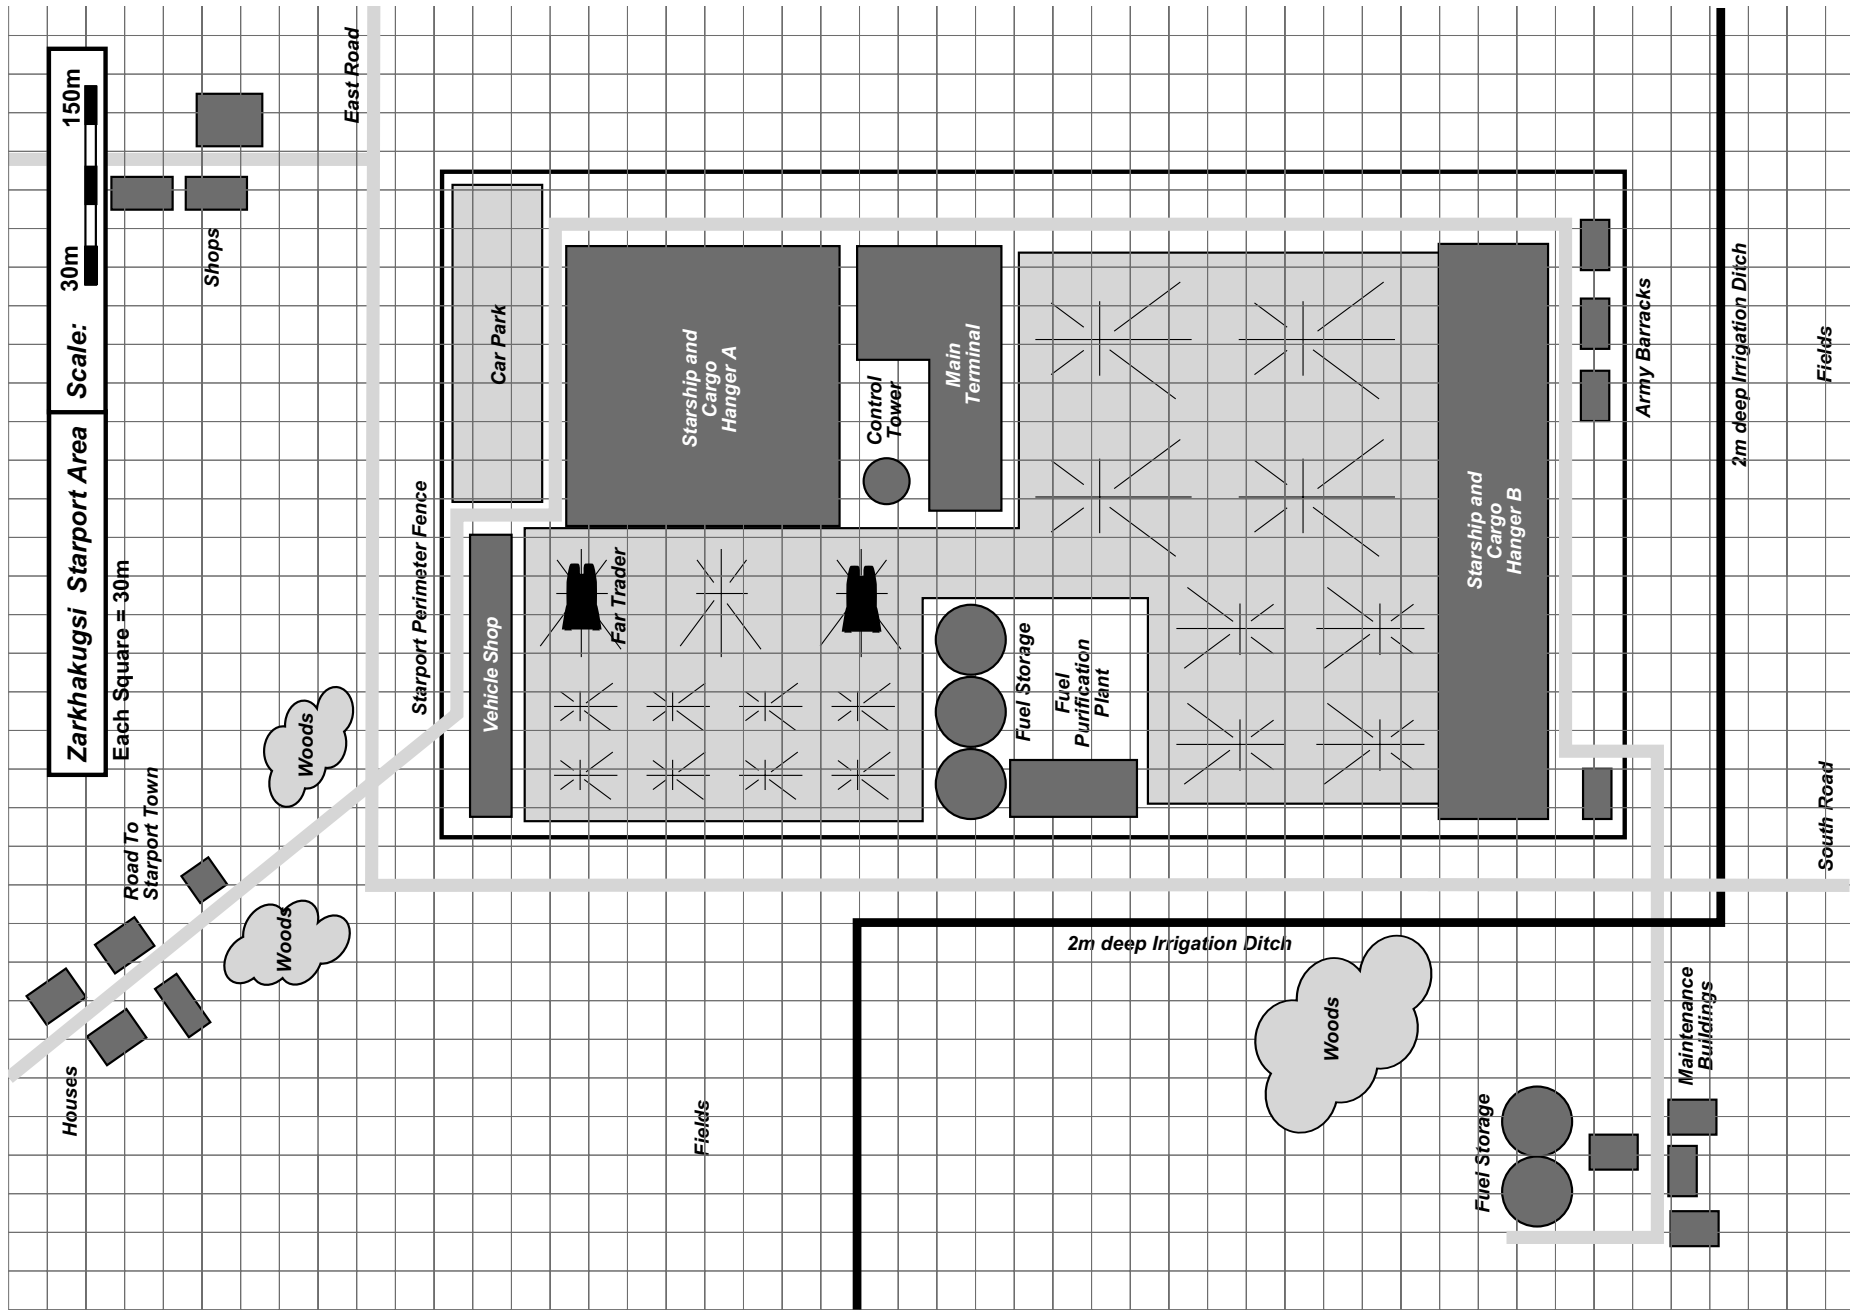 Zarkhakugsi Starport Area
Scale:
30m
150m
Each Square = 30m
East Road
Shops
Houses
Road To
Starport Town
Woods
Woods
Starport Perimeter Fence
Car Park
Vehicle Shop
Starship and
Cargo
Hanger A
Far Trader
Control
Tower
Main
Terminal
Fuel Storage
Fuel
Purification
Plant
Starship and
Cargo
Hanger B
Army Barracks
2m deep Irrigation Ditch
Fields
South Road
2m deep Irrigation Ditch
Woods
Fields
Fuel Storage
Maintenance
Buildings